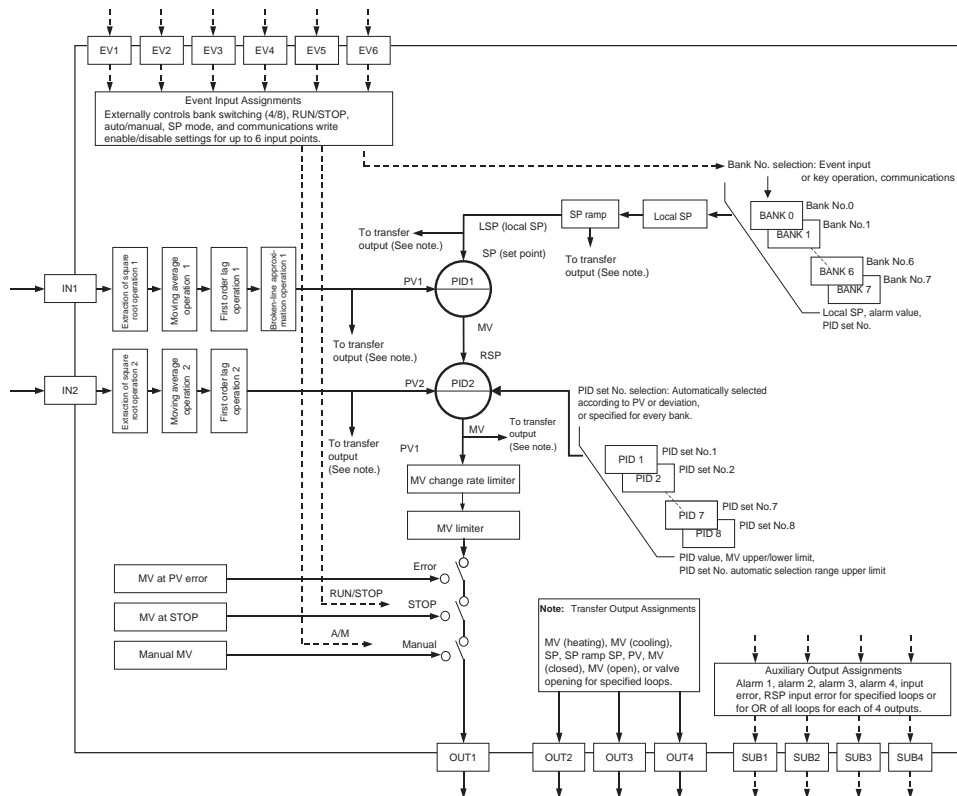 EV1 EV2 EV3 EV4 EV5 EV6
Event Input Assignments
Externally controls bank switching (4/8), RUN/STOP,
auto/manual, SP mode, and communications write
enable/disable settings for up to 6 input points.
Bank No. selection: Event input
or key operation, communications
BANK 0
Bank No.0
BANK 1
Bank No.1
BANK 6
Bank No.6
BANK 7
Bank No.7
Local SP, alarm value,
PID set No.
Local SP
SP ramp
To transfer
output (See note.)
LSP (local SP)
To transfer
output (See note.)
SP (set point)
IN1
Extraction of square
root operation 1
Moving average
operation 1
First order lag
operation 1
Broken-line approxi-
mation operation 1
PV1
PID1
To transfer
output
(See note.)
MV
RSP
IN2
Extraction of square
root operation 2
Moving average
operation 2
First order lag
operation 2
PV2
PID2
To transfer
output
(See note.)
MV
To transfer
output
(See note.)
PV1
PID set No. selection: Automatically selected
according to PV or deviation,
or specified for every bank.
PID 1
PID set No.1
PID 2
PID set No.2
PID 7
PID set No.7
PID 8
PID set No.8
PID value, MV upper/lower limit,
PID set No. automatic selection range upper limit
MV change rate limiter
MV limiter
MV at PV error
Error
RUN/STOP
MV at STOP
STOP
A/M
Manual MV
Manual
Note: Transfer Output Assignments
MV (heating), MV (cooling),
SP, SP ramp SP, PV, MV
(closed), MV (open), or valve
opening for specified loops.
Auxiliary Output Assignments
Alarm 1, alarm 2, alarm 3, alarm 4, input
error, RSP input error for specified loops or
for OR of all loops for each of 4 outputs.
OUT1 OUT2 OUT3 OUT4 SUB1 SUB2 SUB3 SUB4